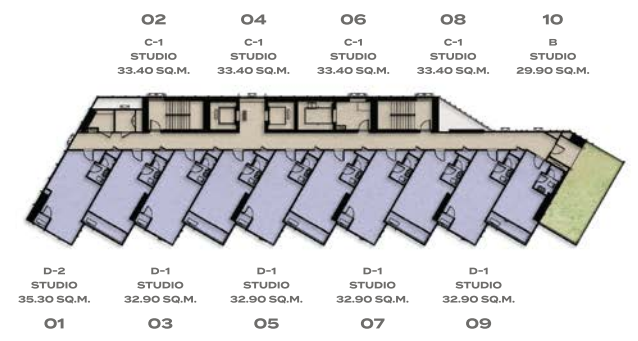 02 04 06 08 10
C-1 C-1 C-1 C-1 B
STUDIO STUDIO STUDIO STUDIO STUDIO
33.40 SQ.M. 33.40 SQ.M. 33.40 SQ.M. 33.40 SQ.M. 29.90 SQ.M.
D-2 D-1 D-1 D-1 D-1
STUDIO STUDIO STUDIO STUDIO STUDIO
35.30 SQ.M. 32.90 SQ.M. 32.90 SQ.M. 32.90 SQ.M. 32.90 SQ.M.
01 03 05 07 09